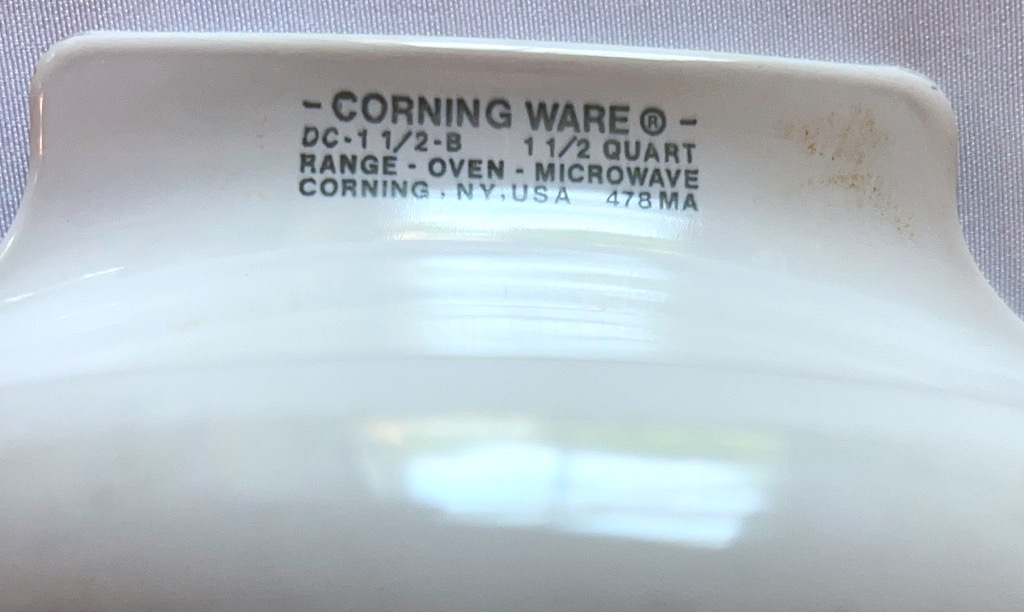 - CORNING WARE ® -
DC-1 1/2-B 1 1/2 QUART
RANGE - OVEN - MICROWAVE
CORNING, NY, USA 478 MA